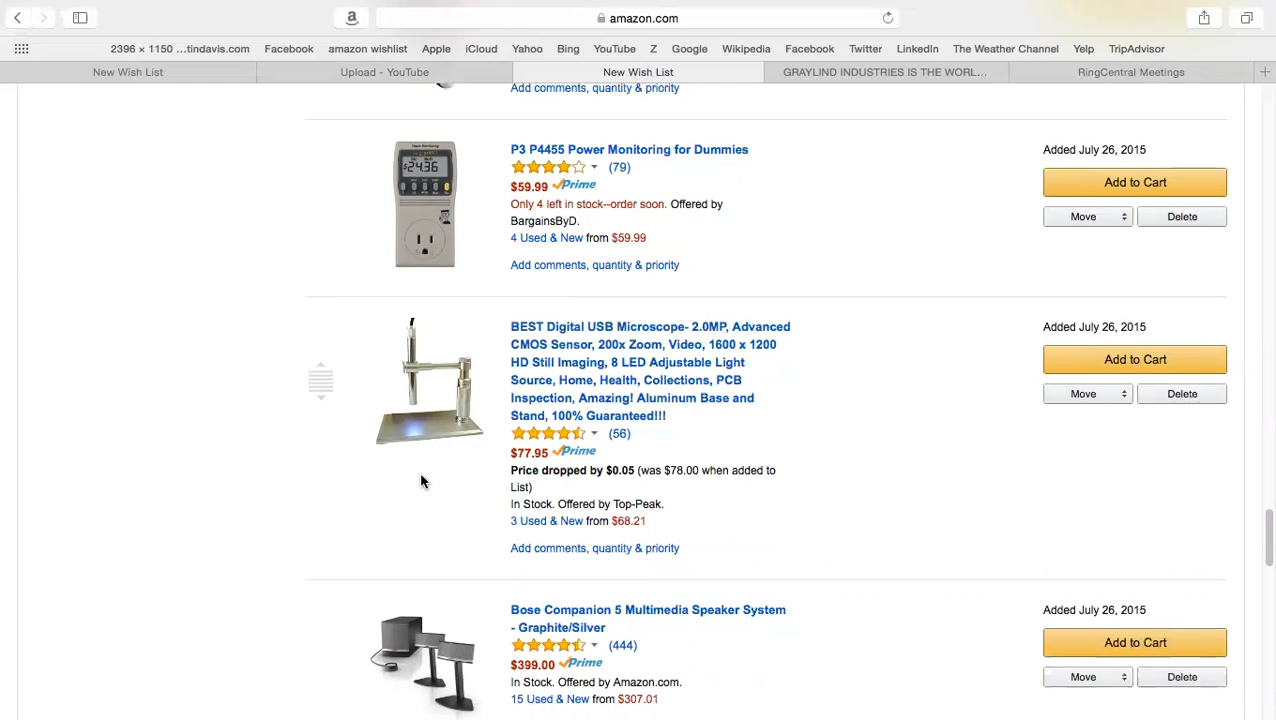 amazon.com
2396 × 1150 ...tindavis.com Facebook amazon wishlist Apple iCloud Yahoo Bing YouTube Z Google Wikipedia Facebook Twitter LinkedIn The Weather Channel Yelp TripAdvisor
New Wish List Upload - YouTube New Wish List GRAYLIND INDUSTRIES IS THE WORL... RingCentral Meetings
Add comments, quantity & priority
P3 P4455 Power Monitoring for Dummies
(79)
$59.99 Prime
Only 4 left in stock--order soon. Offered by
BargainsByD.
4 Used & New from $59.99
Add comments, quantity & priority
Added July 26, 2015
Add to Cart
Move Delete
BEST Digital USB Microscope- 2.0MP, Advanced
CMOS Sensor, 200x Zoom, Video, 1600 x 1200
HD Still Imaging, 8 LED Adjustable Light
Source, Home, Health, Collections, PCB
Inspection, Amazing! Aluminum Base and
Stand, 100% Guaranteed!!!
(56)
$77.95 Prime
Price dropped by $0.05 (was $78.00 when added to
List)
In Stock. Offered by Top-Peak.
3 Used & New from $68.21
Add comments, quantity & priority
Added July 26, 2015
Add to Cart
Move Delete
Bose Companion 5 Multimedia Speaker System
- Graphite/Silver
(444)
$399.00 Prime
In Stock. Offered by Amazon.com.
15 Used & New from $307.01
Added July 26, 2015
Add to Cart
Move Delete